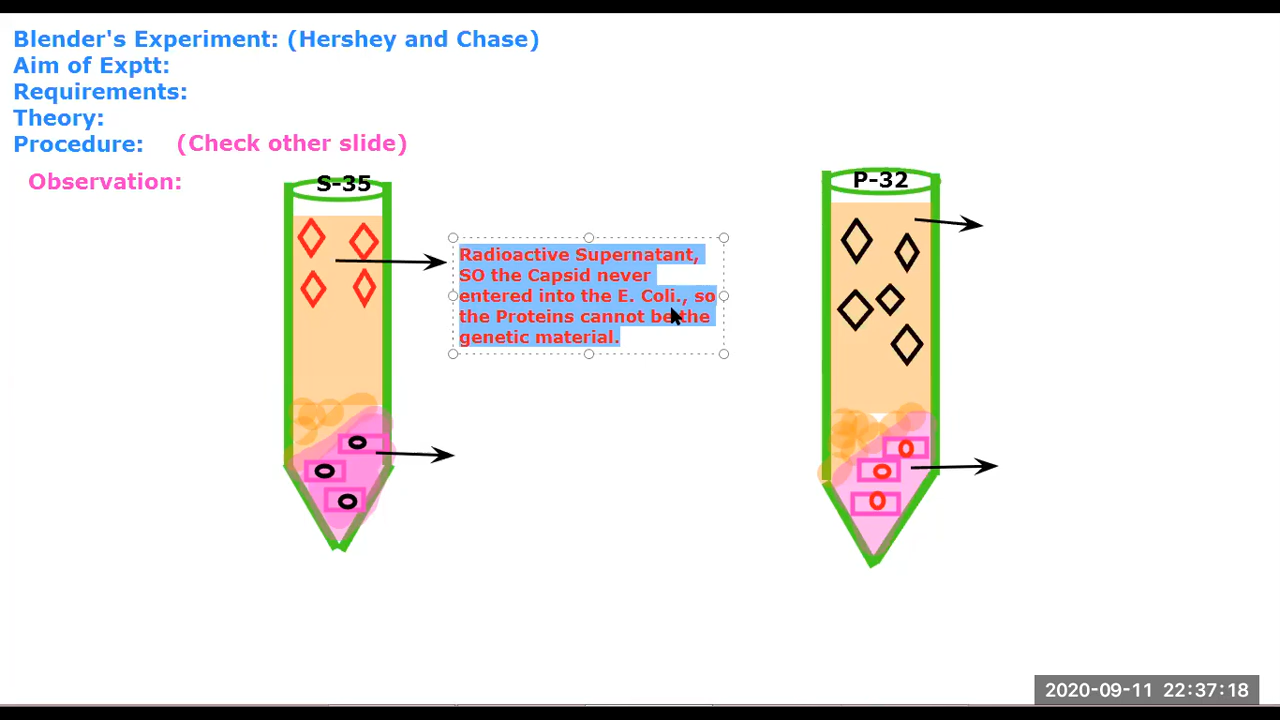 Blender's Experiment: (Hershey and Chase)
Aim of Exptt:
Requirements:
Theory:
Procedure: (Check other slide)
Observation:
S-35
P-32
Radioactive Supernatant,
SO the Capsid never
entered into the E. Coli., so
the Proteins cannot be the
genetic material.
2020-09-11 22:37:18